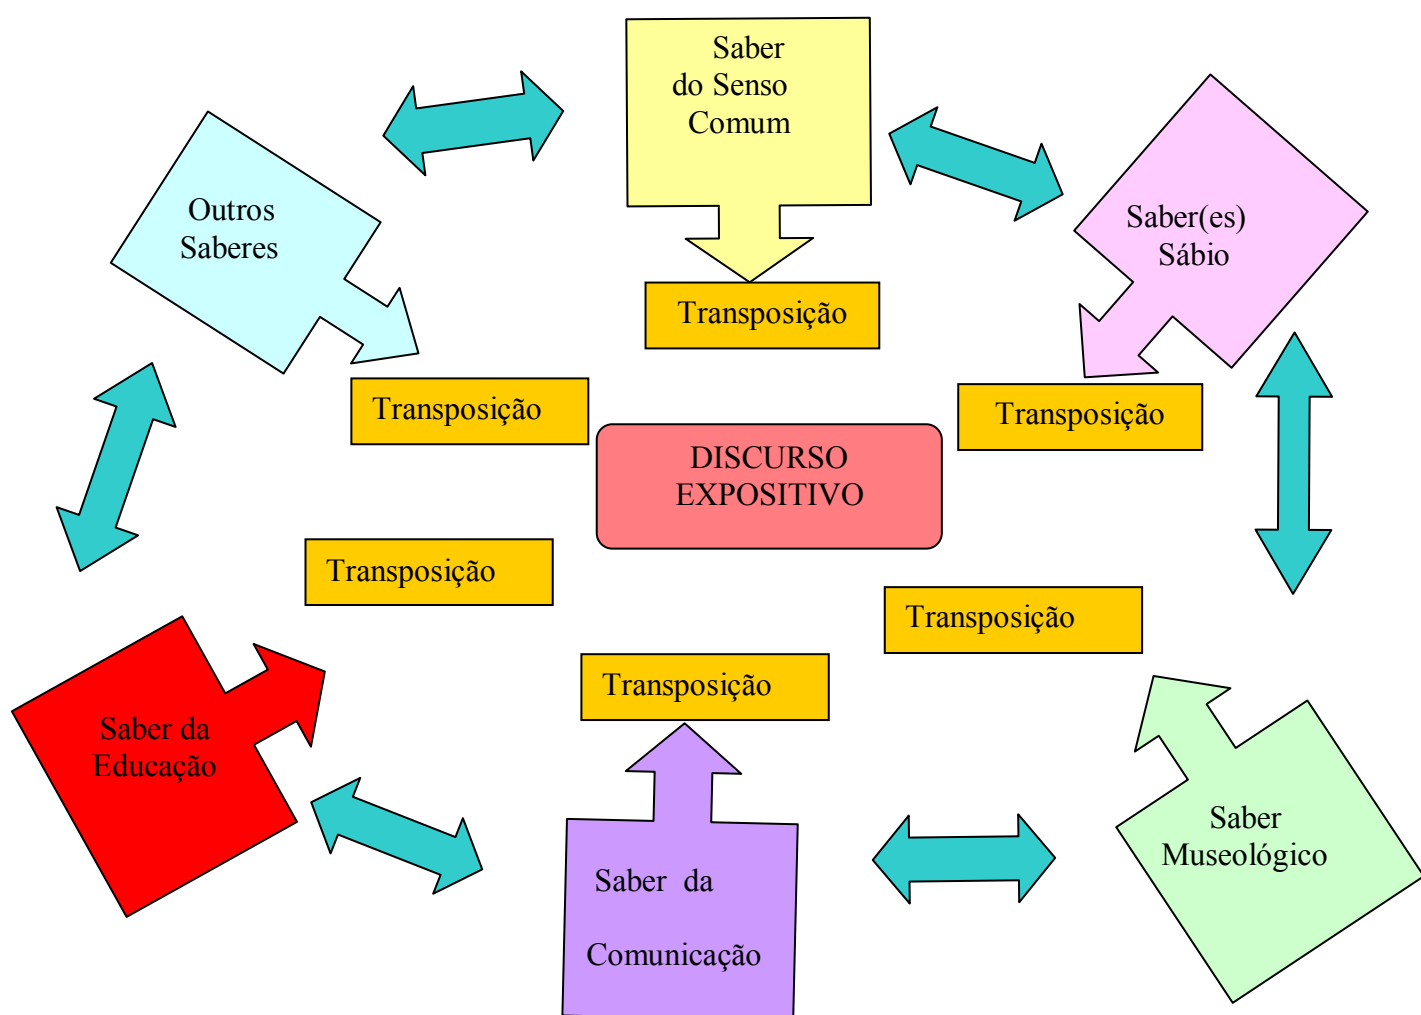 Saber
do Senso
Comum
Outros
Saberes
Saber(es)
Sábio
Transposição
Transposição
Transposição
DISCURSO
EXPOSITIVO
Transposição
Transposição
Transposição
Saber da
Educação
Saber
Museológico
Saber da
Comunicação